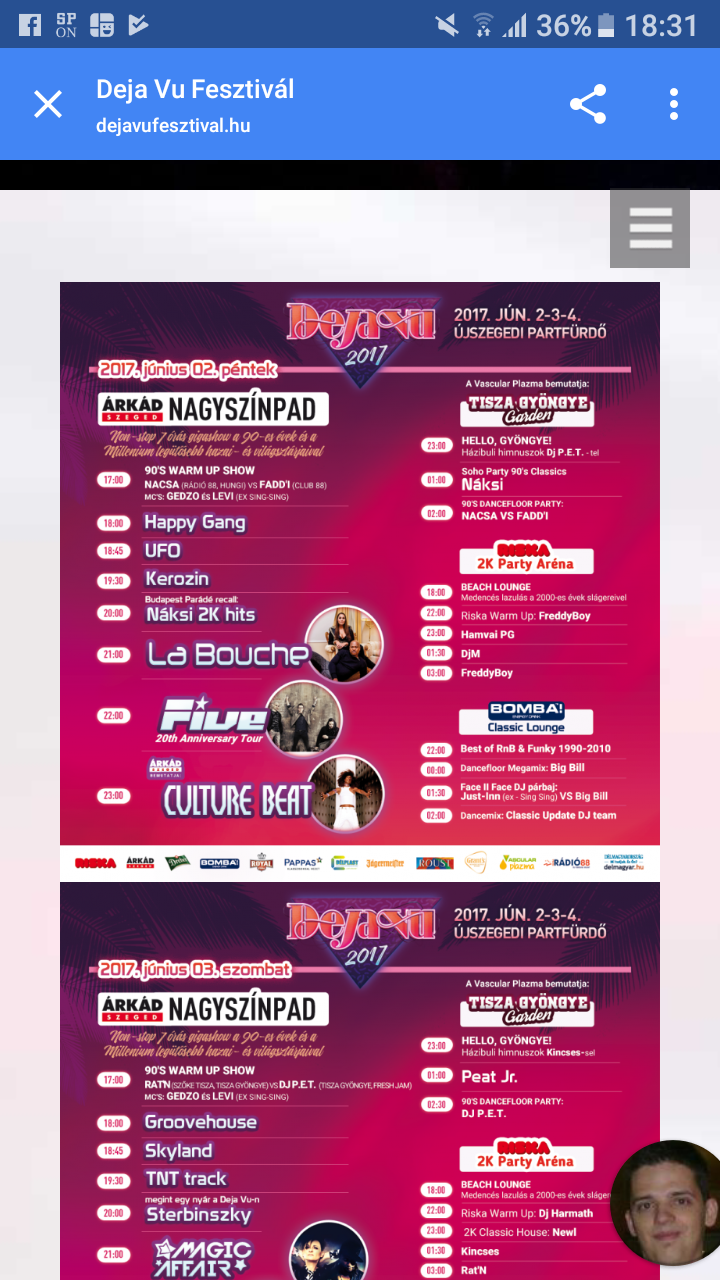 SP
ON
36%
18:31
Deja Vu Fesztivál
dejavufesztival.hu
Deja Vu
2017
2017. JÚN. 2-3-4.
ÚJSZEGEDI PARTFÜRDŐ
2017. június 02. péntek
ÁRKÁD
SZEGED
NAGYSZÍNPAD
Non-stop 7 órás gigashow a 90-es évek és a
Millenium legütősebb hazai- és világsztárjaival
17:00
90'S WARM UP SHOW
NACSA (RÁDIÓ 88, HUNGI) VS FADD'I (CLUB 88)
MC'S: GEDZO ÉS LEVI (EX SING-SING)
18:00 Happy Gang
18:45 UFO
19:30 Kerozin
Budapest Parádé recall:
20:00 Náksi 2K hits
21:00 La Bouche
22:00 Five
20th Anniversary Tour
ÁRKÁD
SZEGED
BEMUTATJA:
23:00 CULTURE BEAT
A Vascular Plazma bemutatja:
TISZA GYÖNGYE
Garden
23:00 HELLO, GYÖNGYE!
Házibuli himnuszok Dj P.E.T. - tel
Soho Party 90's Classics
01:00 Náksi
90'S DANCEFLOOR PARTY:
02:00 NACSA VS FADD'I
RISKA
2K Party Aréna
18:00 BEACH LOUNGE
Medencés lazulás a 2000-es évek slágereivel
22:00 Riska Warm Up: FreddyBoy
23:00 Hamvai PG
01:30 DjM
03:00 FreddyBoy
BOMBA!
ENERGY DRINK
Classic Lounge
22:00 Best of RnB & Funky 1990-2010
00:00 Dancefloor Megamix: Big Bill
01:30 Face II Face DJ párbaj:
Just-inn (ex - Sing Sing) VS Big Bill
02:00 Dancemix: Classic Update DJ team
RISKA
ÁRKÁD
SZEGED
BOMBA!
ROYAL
PAPPAS
HELPLAST
Jägermeister
ROUST
VASCULAR
plazma
RÁDIÓ88
DÉLMAGYARORSZÁG
delmagyar.hu
Deja Vu
2017
2017. JÚN. 2-3-4.
ÚJSZEGEDI PARTFÜRDŐ
2017. június 03. szombat
ÁRKÁD
SZEGED
NAGYSZÍNPAD
Non-stop 7 órás gigashow a 90-es évek és a
Millenium legütősebb hazai- és világsztárjaival
17:00
90'S WARM UP SHOW
RAT'N (SZŐKE TISZA, TISZA GYÖNGYE) VS DJ P.E.T. (TISZA GYÖNGYE, FRESH JAM)
MC'S: GEDZO ÉS LEVI (EX SING-SING)
18:00 Groovehouse
18:45 Skyland
19:30 TNT track
megint egy nyár a Deja Vu-n
20:00 Sterbinszky
21:00 MAGIC
AFFAIR
A Vascular Plazma bemutatja:
TISZA GYÖNGYE
Garden
23:00 HELLO, GYÖNGYE!
Házibuli himnuszok Kincses-sel
01:00 Peat Jr.
02:30 90'S DANCEFLOOR PARTY:
DJ P.E.T.
RISKA
2K Party Aréna
18:00 BEACH LOUNGE
Medencés lazulás a 2000-es évek
22:00 Riska Warm Up: Dj Harmath
23:00 2K Classic House: Newl
01:30 Kincses
03:00 Rat'N